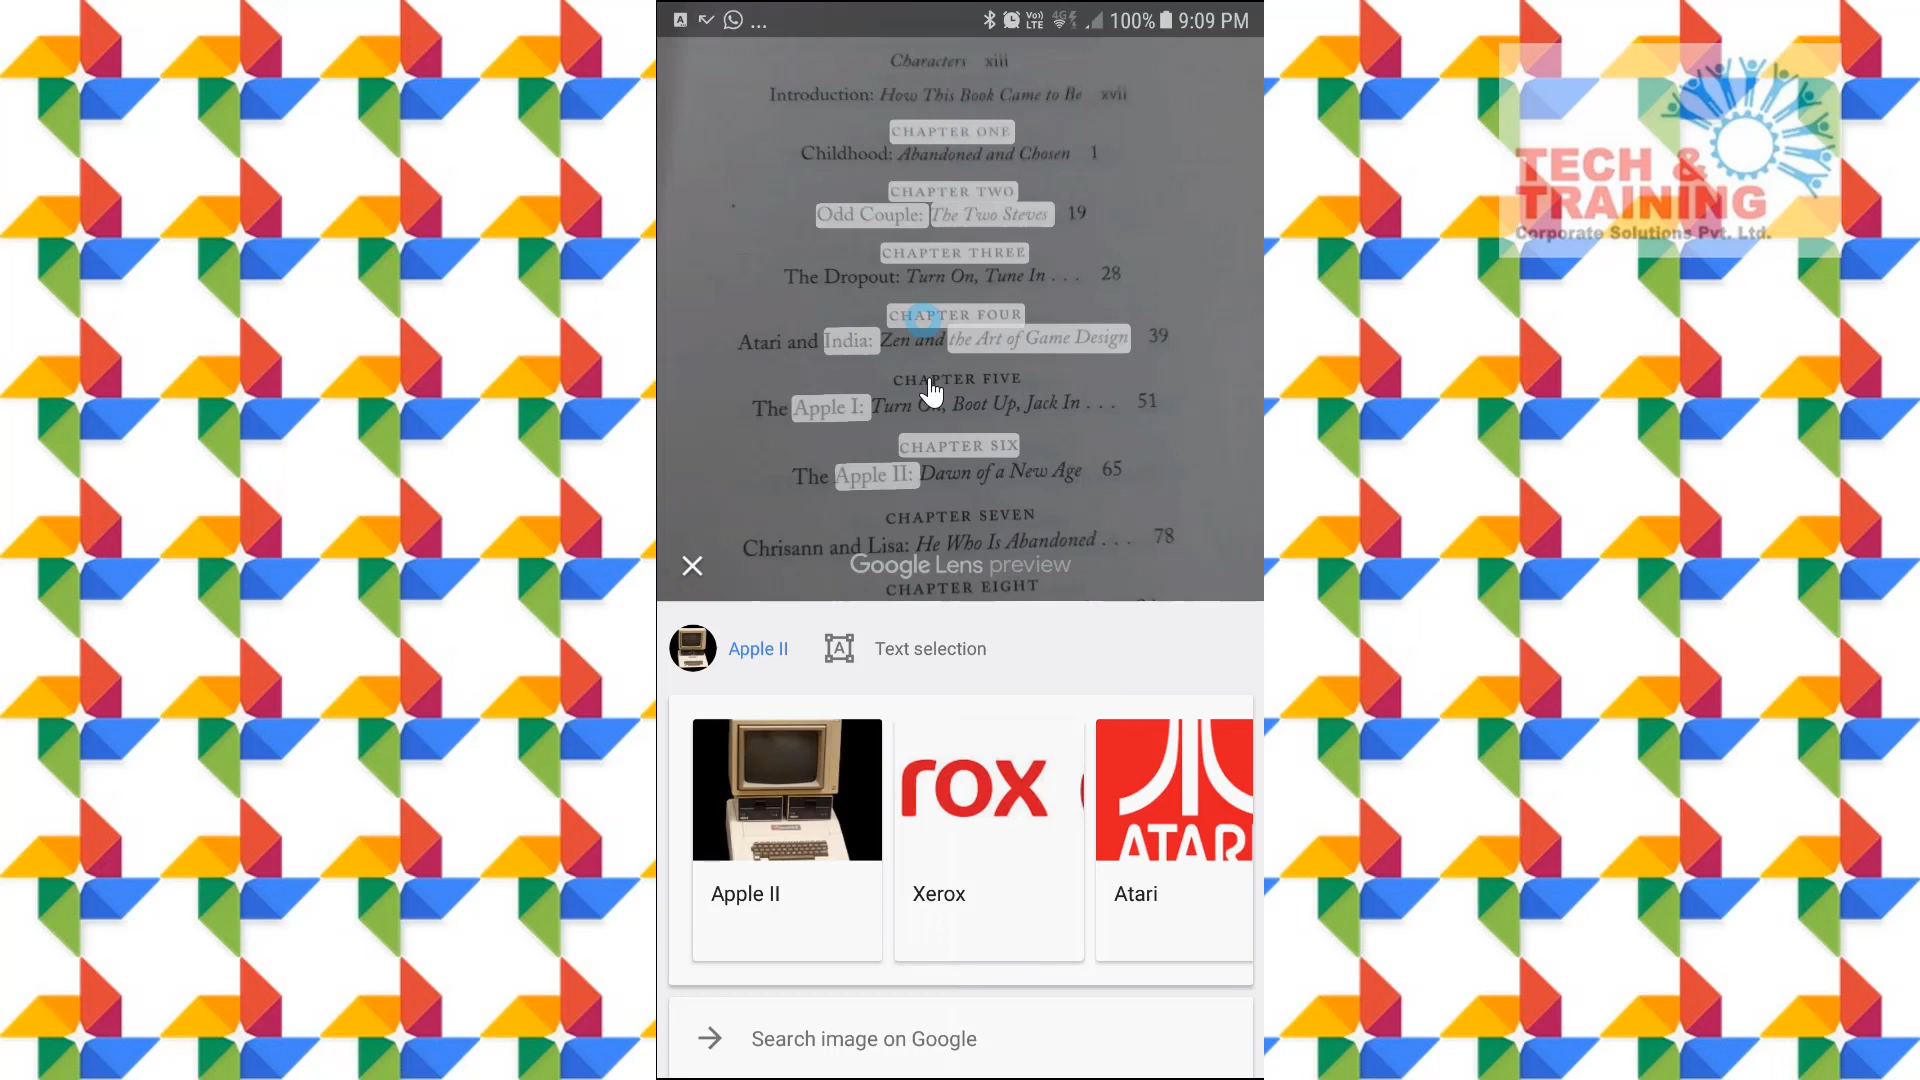 ... Vo)) LTE 4G 100% 9:09 PM
Characters xiii
Introduction: How This Book Came to Be xvii
CHAPTER ONE
Childhood: Abandoned and Chosen 1
CHAPTER TWO
Odd Couple: The Two Steves 19
CHAPTER THREE
The Dropout: Turn On, Tune In . . . 28
CHAPTER FOUR
Atari and India: Zen and the Art of Game Design 39
CHAPTER FIVE
The Apple I: Turn On, Boot Up, Jack In . . . 51
CHAPTER SIX
The Apple II: Dawn of a New Age 65
CHAPTER SEVEN
Chrisann and Lisa: He Who Is Abandoned . . . 78
Google Lens preview
CHAPTER EIGHT
Apple II
A Text selection
rox
ATARI
Apple II
Xerox
Atari
Search image on Google
TECH &
TRAINING
Corporate Solutions Pvt. Ltd.